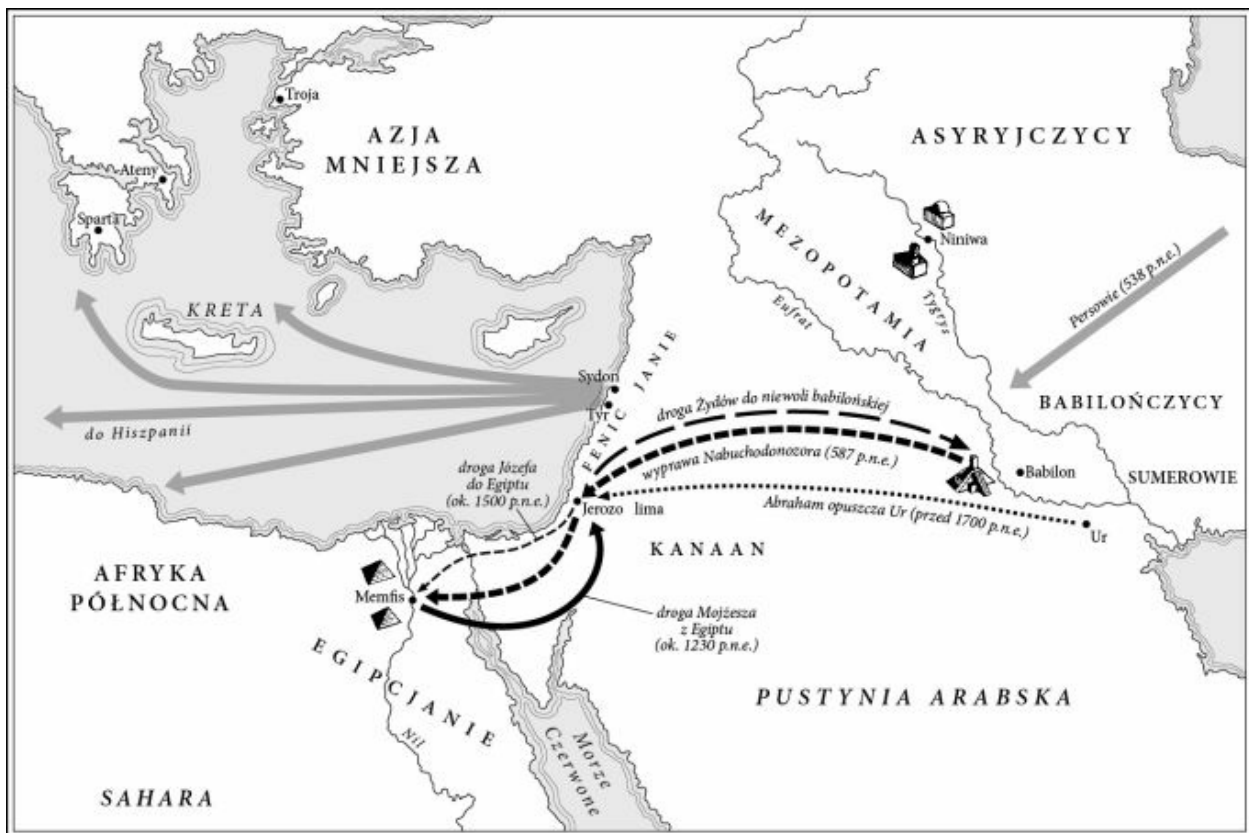 Troja
AZJA
MNIEJSZA
ASYRYJCZYCY
Ateny
Sparta
MEZOPOTAMIA
Niniwa
Tygrys
Eufrat
Persowie (538 p.n.e.)
KRETA
Sydon
Tyr
FENICJANIE
do Hiszpanii
droga Żydów do niewoli babilońskiej
wyprawa Nabuchodonozora (587 p.n.e.)
BABILOŃCZYCY
Babilon
SUMEROWIE
droga Józefa
do Egiptu
(ok. 1500 p.n.e.)
Jerozo lima
Abraham opuszcza Ur (przed 1700 p.n.e.)
Ur
KANAAN
AFRYKA
PÓŁNOCNA
Memfis
droga Mojżesza
z Egiptu
(ok. 1230 p.n.e.)
EGIPCJANIE
PUSTYNIA ARABSKA
Nil
Morze
Czerwone
SAHARA